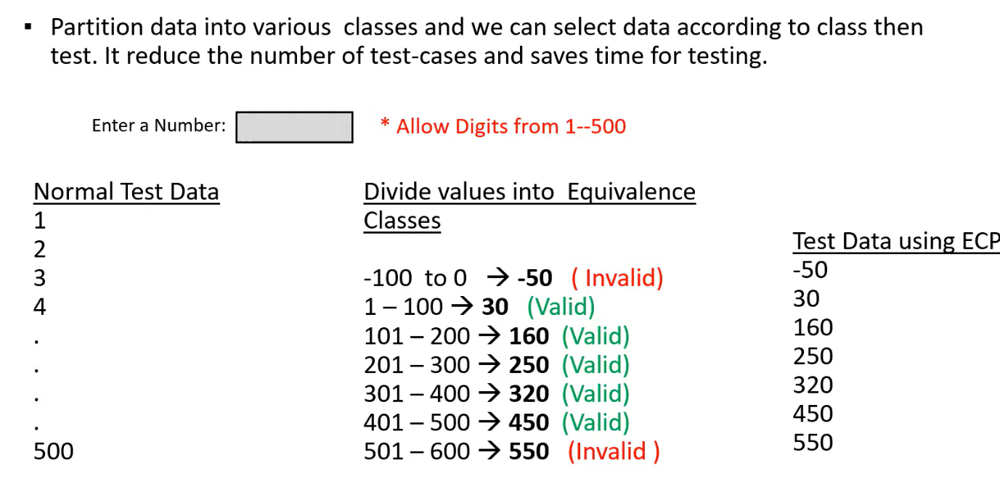 ▪ Partition data into various classes and we can select data according to class then
test. It reduce the number of test-cases and saves time for testing.
Enter a Number:
* Allow Digits from 1--500
Normal Test Data
1
2
3
4
.
.
.
.
500
Divide values into Equivalence
Classes
-100 to 0 → -50 ( Invalid)
1 – 100 → 30 (Valid)
101 – 200 → 160 (Valid)
201 – 300 → 250 (Valid)
301 – 400 → 320 (Valid)
401 – 500 → 450 (Valid)
501 – 600 → 550 (Invalid )
Test Data using ECP
-50
30
160
250
320
450
550